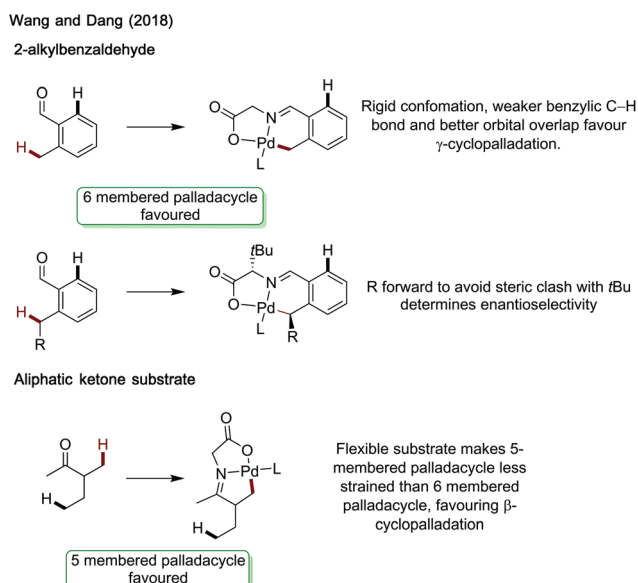 Wang and Dang (2018)
2-alkylbenzaldehyde
O
H
H
O
O
N
Pd
L
H
Rigid confomation, weaker benzylic C–H
bond and better orbital overlap favour
γ-cyclopalladation.
6 membered palladacycle
favoured
O
H
H
R
tBu
O
O
N
Pd
L
R
H
R forward to avoid steric clash with tBu
determines enantioselectivity
Aliphatic ketone substrate
O
H
H
O
O
N
Pd
L
H
Flexible substrate makes 5-
membered palladacycle less
strained than 6 membered
palladacycle, favouring β-
cyclopalladation
5 membered palladacycle
favoured